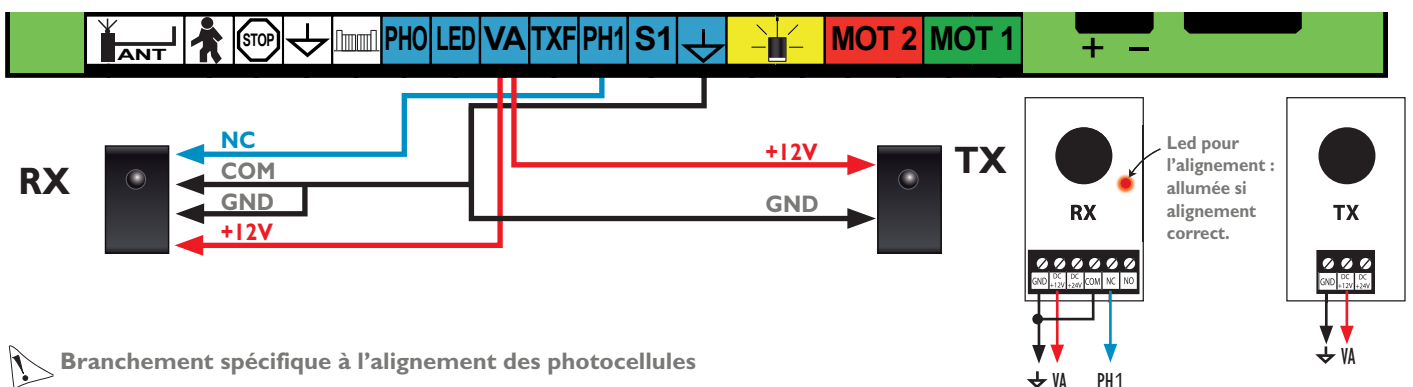 ANT STOP PHO LED VA TXF PH1 S1 MOT 2 MOT 1 + −
RX
NC
COM
GND
+12V
+12V
GND
TX
RX
Led pour
l'alignement :
allumée si
alignement
correct.
GND DC +12V DC +24V COM NC NO
VA PH1
TX
GND DC +12V DC +24V
VA
Branchement spécifique à l'alignement des photocellules